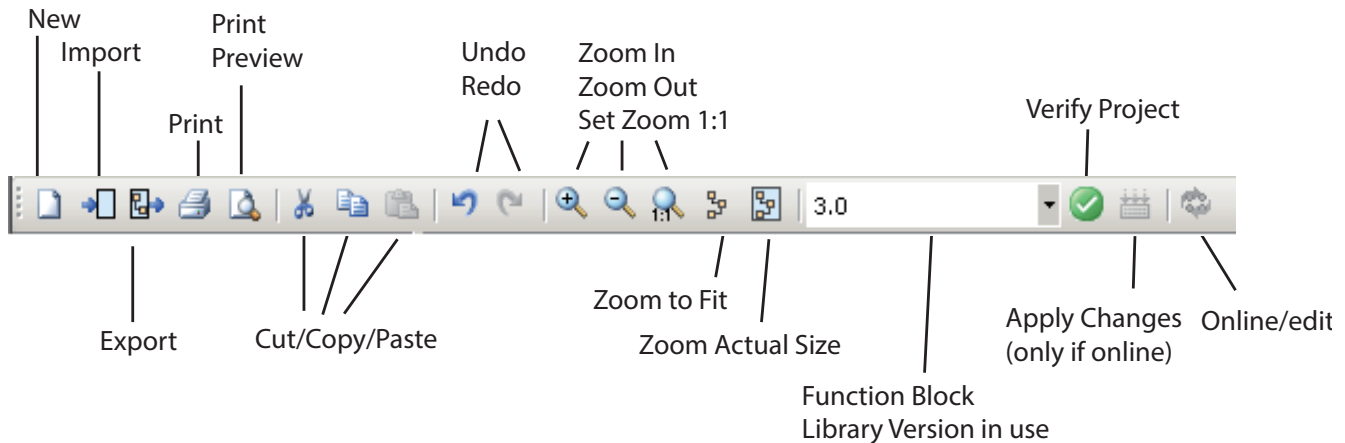 New
Import
Print
Preview
Print
Undo
Redo
Zoom In
Zoom Out
Set Zoom 1:1
Verify Project
1:1
3.0
Export
Cut/Copy/Paste
Zoom to Fit
Zoom Actual Size
Function Block
Library Version in use
Apply Changes
(only if online)
Online/edit